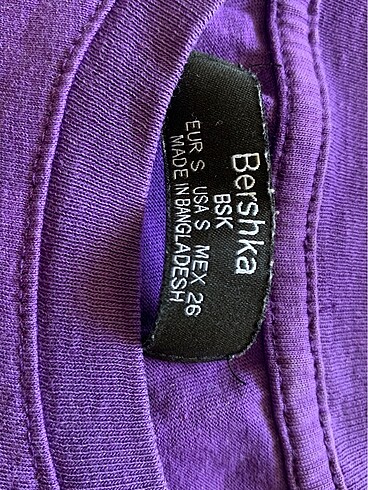 Bershka
BSK
EUR S USA S MEX 26
MADE IN BANGLADESH